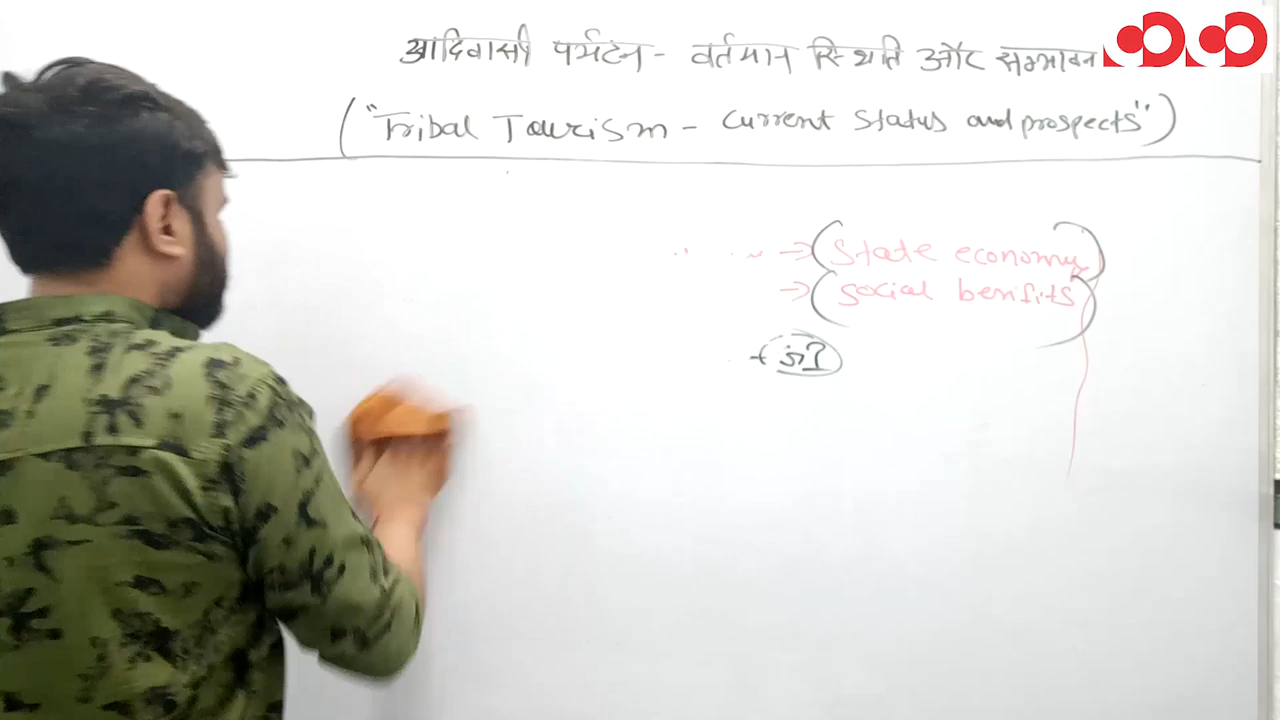 आदिवासी पर्यटन - वर्तमान स्थिति और सम्भावन
("Tribal Tourism - Current Status and prospects")
→ (State economy)
→ (social benifits)